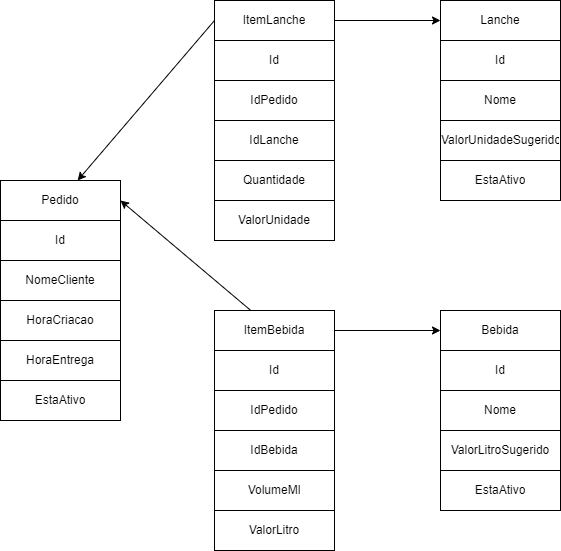 ItemLanche
Id
IdPedido
IdLanche
Quantidade
ValorUnidade
Lanche
Id
Nome
ValorUnidadeSugerido
EstaAtivo
Pedido
Id
NomeCliente
HoraCriacao
HoraEntrega
EstaAtivo
ItemBebida
Id
IdPedido
IdBebida
VolumeMl
ValorLitro
Bebida
Id
Nome
ValorLitroSugerido
EstaAtivo